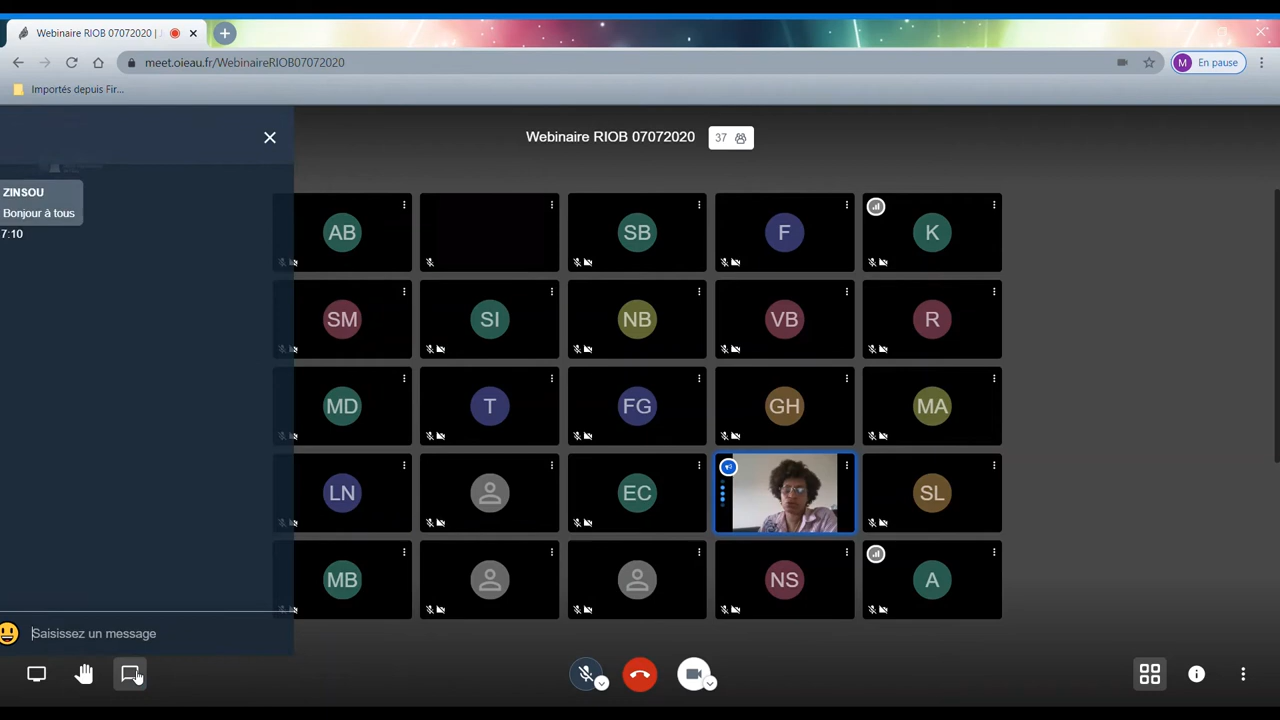 Webinaire RIOB 07072020 |
meet.oieau.fr/WebinaireRIOB07072020
M
En pause
Importés depuis Fir...
Webinaire RIOB 07072020
37
ZINSOU
Bonjour à tous
7:10
AB
SB
F
K
SM
SI
NB
VB
R
MD
T
FG
GH
MA
LN
EC
SL
MB
NS
A
Saisissez un message